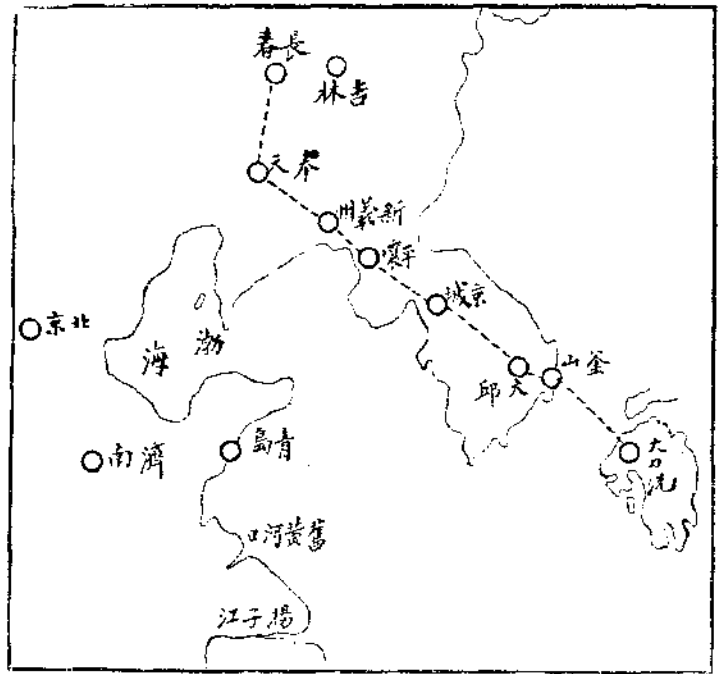 長春
吉林
奉天
新義州
平壤
京城
北京
渤海
釜山
大邱
大刀洗
青島
濟南
舊黃河口
揚子江